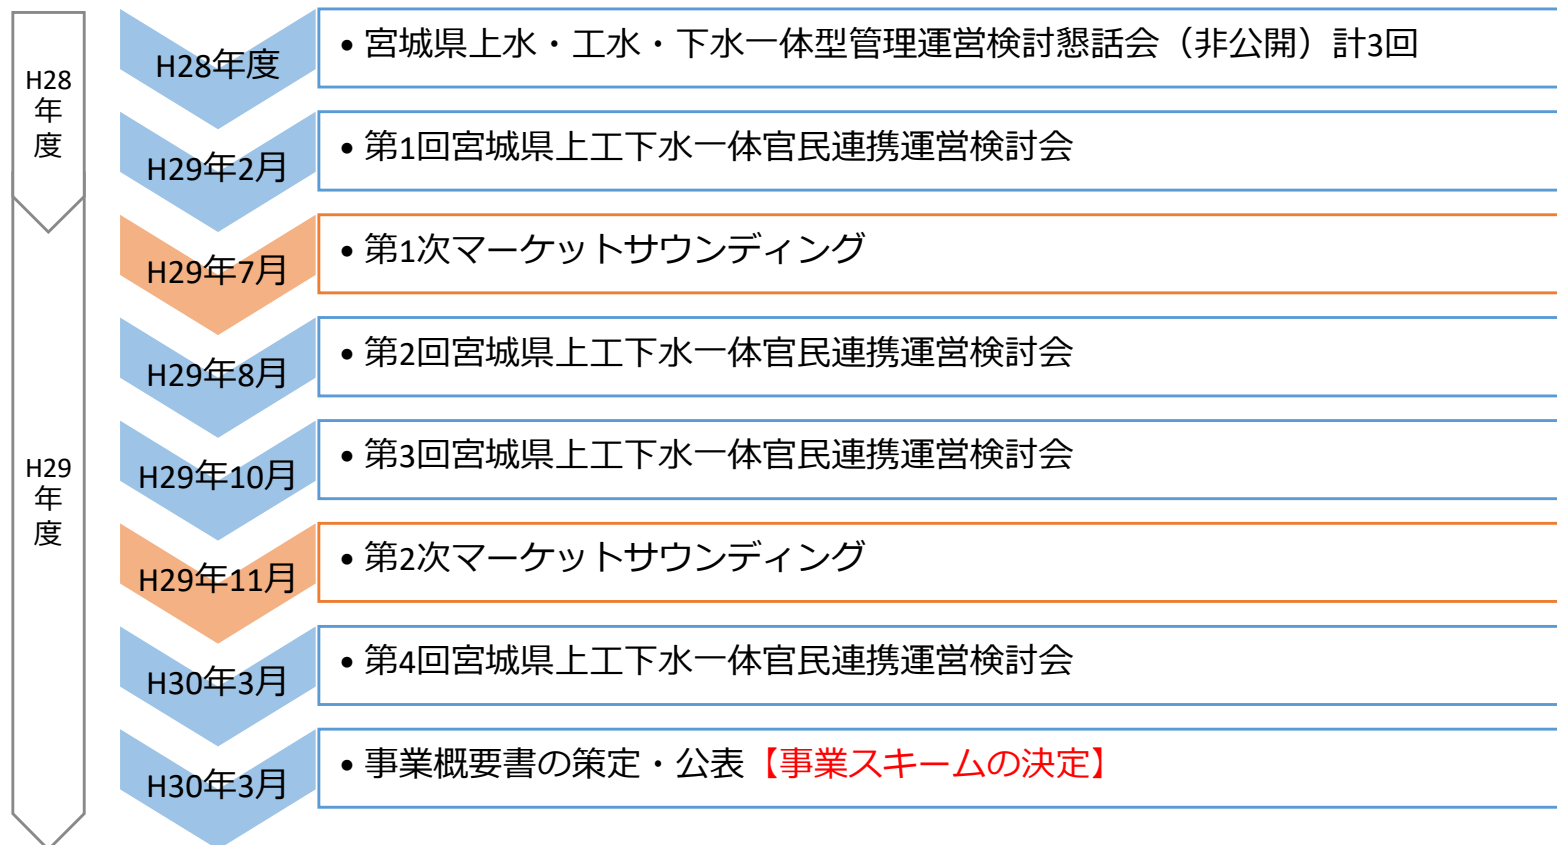 H28
年
度
H28年度
• 宮城県上水・工水・下水一体型管理運営検討懇話会（非公開）計3回
H29年2月
• 第1回宮城県上工下水一体官民連携運営検討会
H29
年
度
H29年7月
• 第1次マーケットサウンディング
H29年8月
• 第2回宮城県上工下水一体官民連携運営検討会
H29年10月
• 第3回宮城県上工下水一体官民連携運営検討会
H29年11月
• 第2次マーケットサウンディング
H30年3月
• 第4回宮城県上工下水一体官民連携運営検討会
H30年3月
• 事業概要書の策定・公表【事業スキームの決定】